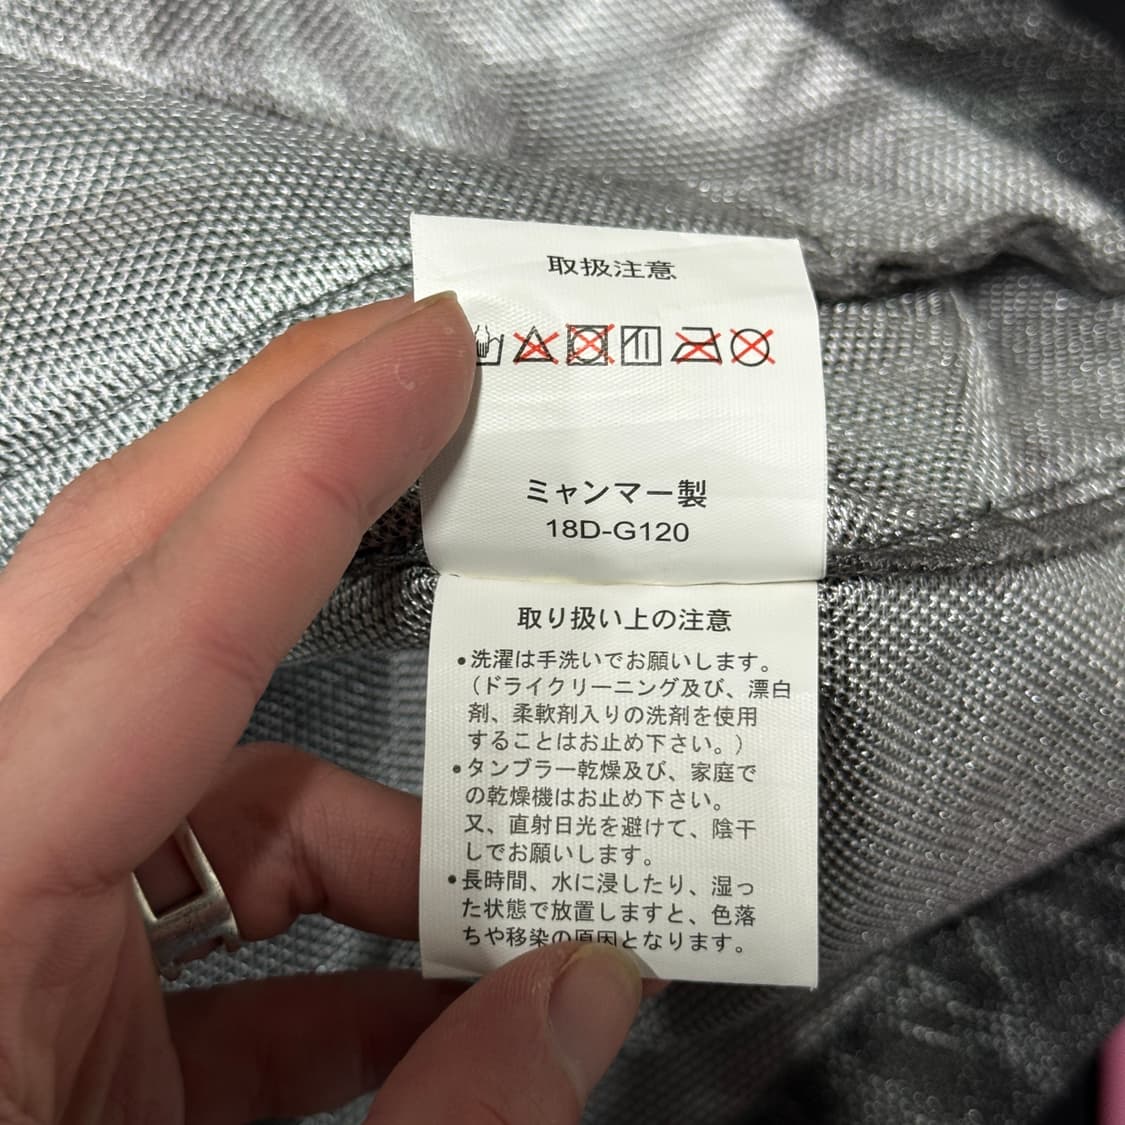 取扱注意
ミャンマー製
18D-G120
取り扱い上の注意
•洗濯は手洗いでお願いします。
（ドライクリーニング及び、漂白
剤、柔軟剤入りの洗剤を使用
することはお止め下さい。）
•タンブラー乾燥及び、家庭で
の乾燥機はお止め下さい。
又、直射日光を避けて、陰干
しでお願いします。
•長時間、水に浸したり、湿っ
た状態で放置しますと、色落
ちや移染の原因となります。